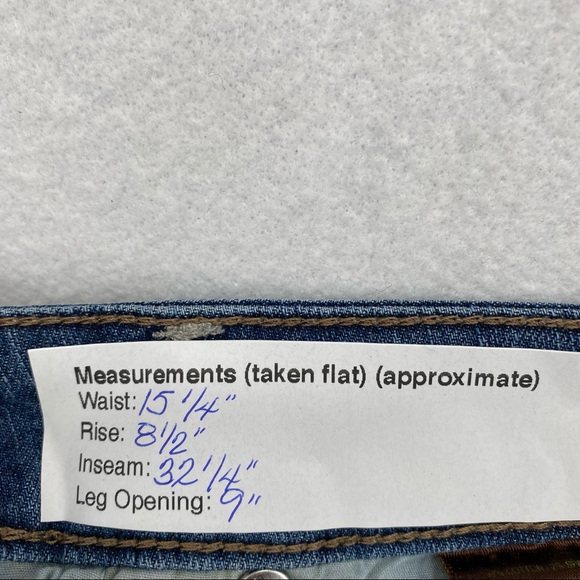 Measurements (taken flat) (approximate)
Waist: 15 1/4"
Rise: 8 1/2"
Inseam: 32 1/4"
Leg Opening: 9"